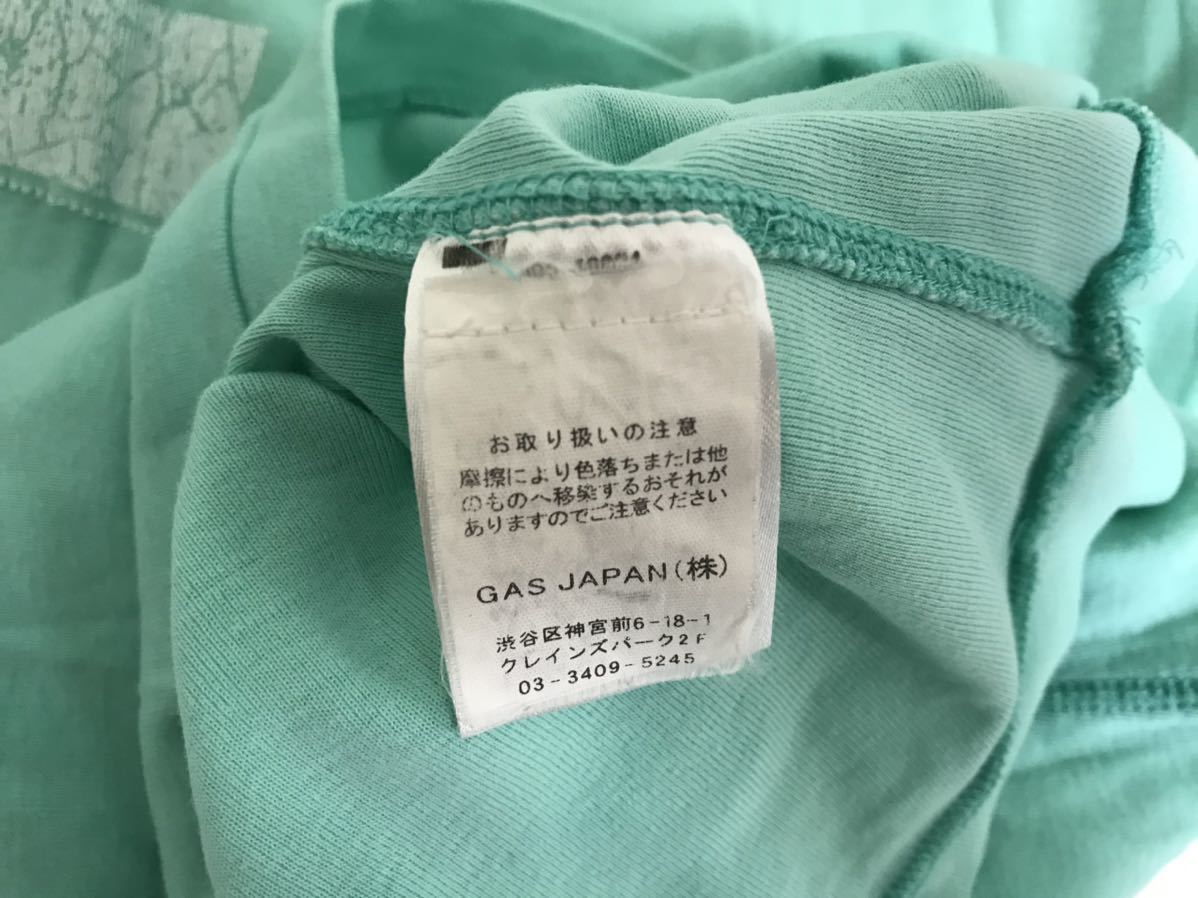 お取り扱いの注意
摩擦により色落ちまたは他
のものへ移染するおそれが
ありますのでご注意ください
GAS JAPAN(株)
渋谷区神宮前6-18-1
クレインズパーク2F
03-3409-5245